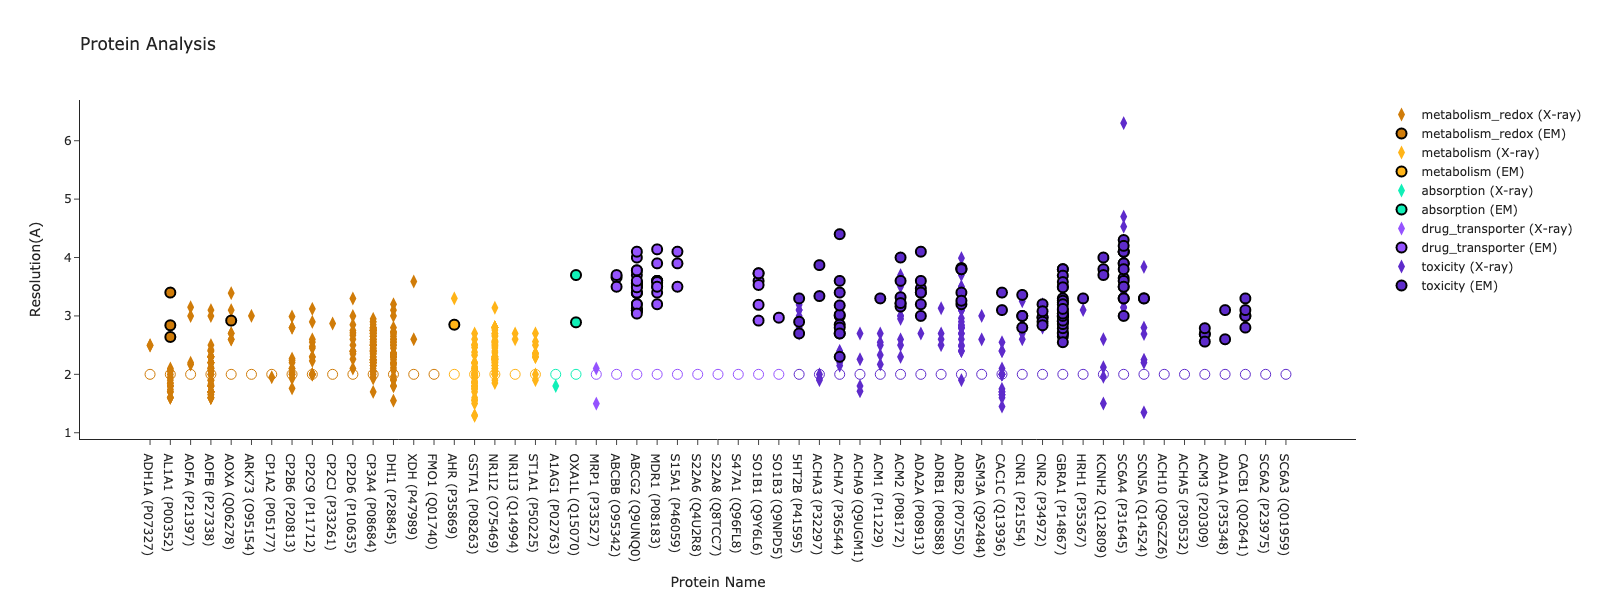 Protein Analysis
6
5
4
3
2
1
Resolution(A)
ADH1A (P07327)
AL1A1 (P00352)
AOFA (P21397)
AOFB (P27338)
AOXA (Q06278)
ARK73 (O95154)
CP1A2 (P05177)
CP2B6 (P20813)
CP2C9 (P11712)
CP2CJ (P33261)
CP2D6 (P10635)
CP3A4 (P08684)
DHI1 (P28845)
XDH (P47989)
FMO1 (Q01740)
AHR (P35869)
GSTA1 (P08263)
NR1I2 (O75469)
NR1I3 (Q14994)
ST1A1 (P50225)
A1AG1 (P02763)
OXA1L (Q15070)
MRP1 (P33527)
ABCBB (O95342)
ABCG2 (Q9UNQ0)
MDR1 (P08183)
S15A1 (P46059)
S22A6 (Q4U2R8)
S22A8 (Q8TCC7)
S47A1 (Q96FL8)
SO1B1 (Q9Y6L6)
SO1B3 (Q9NPD5)
5HT2B (P41595)
ACHA3 (P32297)
ACHA7 (P36544)
ACHA9 (Q9UGM1)
ACM1 (P11229)
ACM2 (P08172)
ADA2A (P08913)
ADRB1 (P08588)
ADRB2 (P07550)
ASM3A (Q92484)
CAC1C (Q13936)
CNR1 (P21554)
CNR2 (P34972)
GBRA1 (P14867)
HRH1 (P35367)
KCNH2 (Q12809)
SC6A4 (P31645)
SCN5A (Q14524)
ACH10 (Q9GZZ6)
ACHA5 (P30532)
ACM3 (P20309)
ADA1A (P35348)
CACB1 (Q02641)
SC6A2 (P23975)
SC6A3 (Q01959)
Protein Name
metabolism_redox (X-ray)
metabolism_redox (EM)
metabolism (X-ray)
metabolism (EM)
absorption (X-ray)
absorption (EM)
drug_transporter (X-ray)
drug_transporter (EM)
toxicity (X-ray)
toxicity (EM)